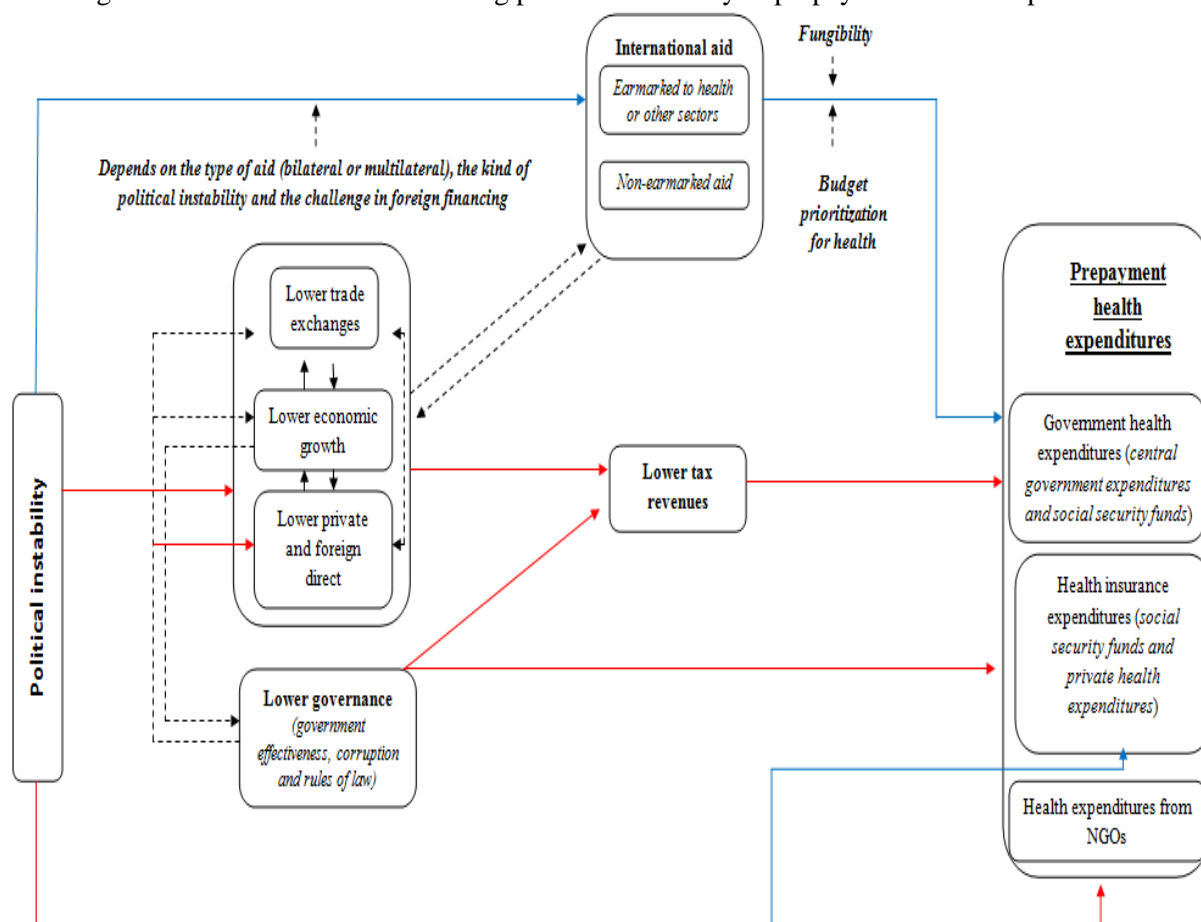 Fungibility
International aid
Earmarked to health
or other sectors
Non-earmarked aid
Depends on the type of aid (bilateral or multilateral), the kind of
political instability and the challenge in foreign financing
Budget
prioritization
for health
Prepayment
health
expenditures
Lower trade
exchanges
Lower economic
growth
Lower private
and foreign
direct
Political instability
Lower tax
revenues
Government health
expenditures (central
government expenditures
and social security funds)
Health insurance
expenditures (social
security funds and
private health
expenditures)
Lower governance
(government
effectiveness, corruption
and rules of law)
Health expenditures from
NGOs